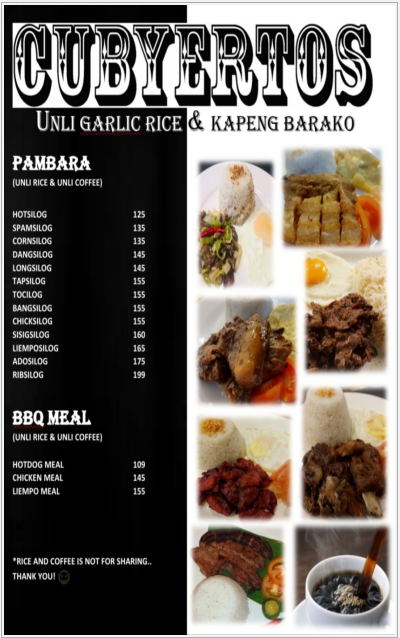 CUBYERTOS
UNLI GARLIC RICE & KAPENG BARAKO
PAMBARA
(UNLI RICE & UNLI COFFEE)
HOTSILOG 125
SPAMSILOG 135
CORNSILOG 135
DANGSILOG 145
LONGSILOG 145
TAPSILOG 155
TOCILOG 155
BANGSILOG 155
CHICKSILOG 155
SISIGSILOG 160
LIEMPOSILOG 165
ADOSILOG 175
RIBSILOG 199
BBQ MEAL
(UNLI RICE & UNLI COFFEE)
HOTDOG MEAL 109
CHICKEN MEAL 145
LIEMPO MEAL 155
*RICE AND COFFEE IS NOT FOR SHARING..
THANK YOU!